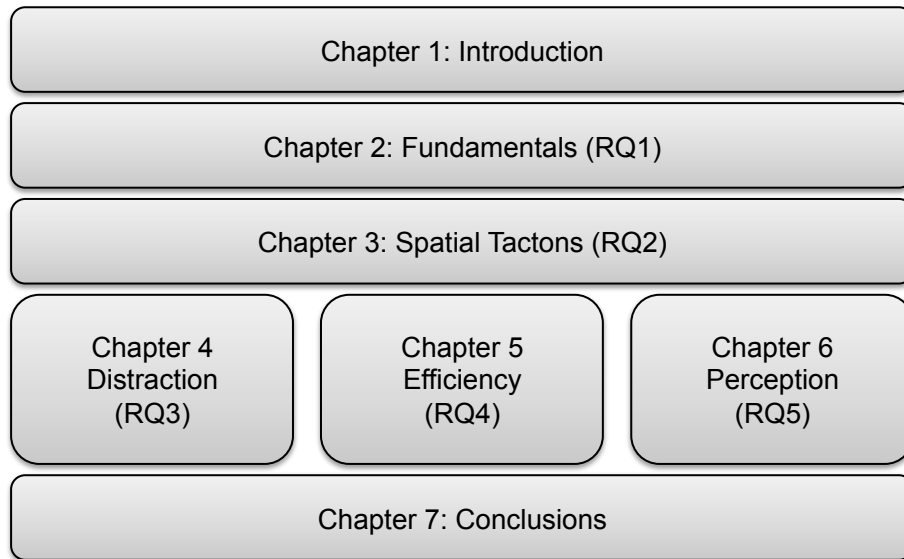 Chapter 1: Introduction
Chapter 2: Fundamentals (RQ1)
Chapter 3: Spatial Tactons (RQ2)
Chapter 4
Distraction
(RQ3)
Chapter 5
Efficiency
(RQ4)
Chapter 6
Perception
(RQ5)
Chapter 7: Conclusions